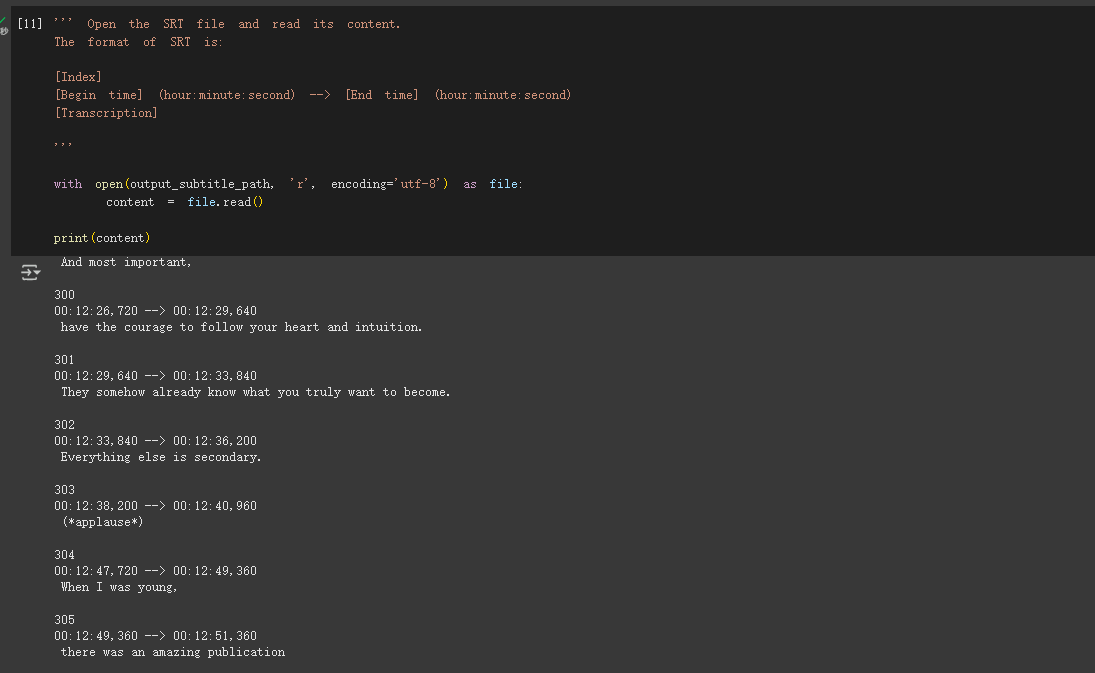 [11] ''' Open the SRT file and read its content.
The format of SRT is:
[Index]
[Begin time] (hour:minute:second) --> [End time] (hour:minute:second)
[Transcription]
'''
with open(output_subtitle_path, 'r', encoding='utf-8') as file:
content = file.read()
print(content)
And most important,
300
00:12:26,720 --> 00:12:29,640
have the courage to follow your heart and intuition.
301
00:12:29,640 --> 00:12:33,840
They somehow already know what you truly want to become.
302
00:12:33,840 --> 00:12:36,200
Everything else is secondary.
303
00:12:38,200 --> 00:12:40,960
(*applause*)
304
00:12:47,720 --> 00:12:49,360
When I was young,
305
00:12:49,360 --> 00:12:51,360
there was an amazing publication